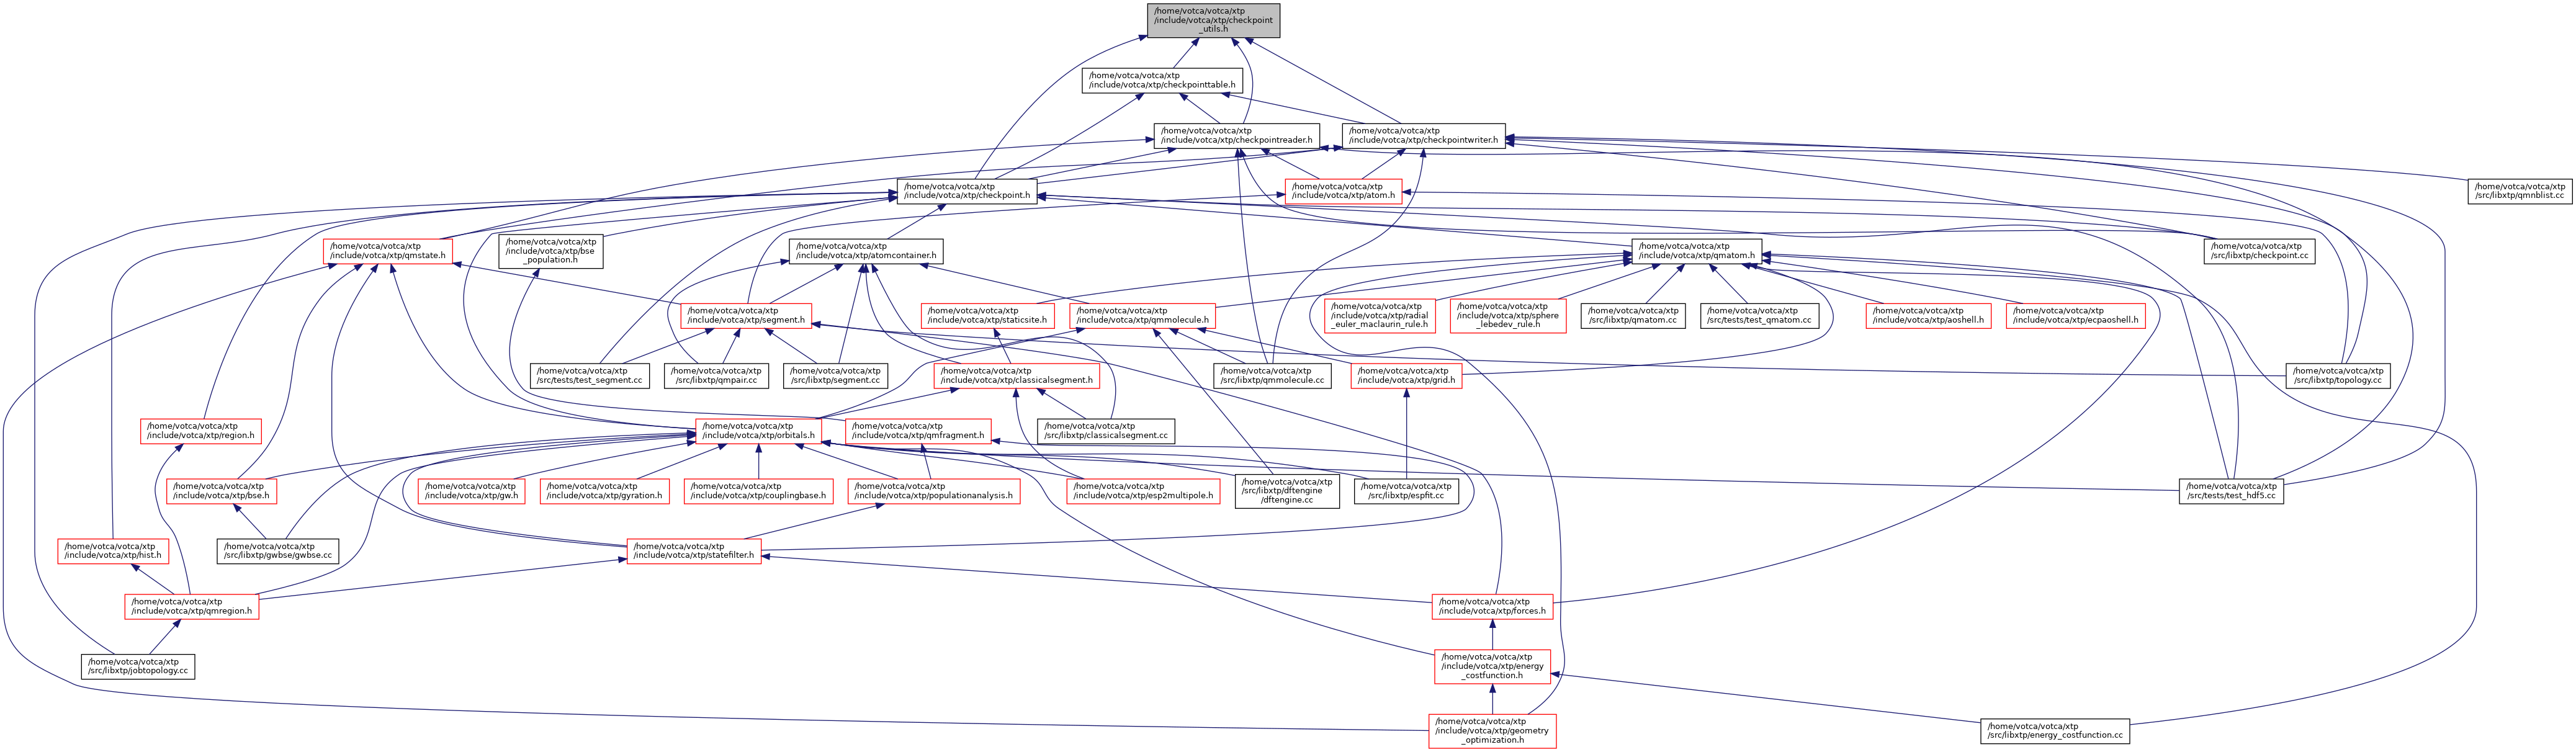 /home/votca/votca/xtp
/include/votca/xtp/checkpoint
_utils.h
/home/votca/votca/xtp
/include/votca/xtp/checkpointtable.h
/home/votca/votca/xtp
/include/votca/xtp/checkpointreader.h
/home/votca/votca/xtp
/include/votca/xtp/checkpointwriter.h
/home/votca/votca/xtp
/include/votca/xtp/checkpoint.h
/home/votca/votca/xtp
/include/votca/xtp/atom.h
/home/votca/votca/xtp
/src/libxtp/qmnblist.cc
/home/votca/votca/xtp
/include/votca/xtp/qmstate.h
/home/votca/votca/xtp
/include/votca/xtp/bse
_population.h
/home/votca/votca/xtp
/include/votca/xtp/atomcontainer.h
/home/votca/votca/xtp
/include/votca/xtp/qmatom.h
/home/votca/votca/xtp
/src/libxtp/checkpoint.cc
/home/votca/votca/xtp
/include/votca/xtp/segment.h
/home/votca/votca/xtp
/include/votca/xtp/staticsite.h
/home/votca/votca/xtp
/include/votca/xtp/qmmolecule.h
/home/votca/votca/xtp
/include/votca/xtp/radial
_euler_maclaurin_rule.h
/home/votca/votca/xtp
/include/votca/xtp/sphere
_lebedev_rule.h
/home/votca/votca/xtp
/src/libxtp/qmatom.cc
/home/votca/votca/xtp
/src/tests/test_qmatom.cc
/home/votca/votca/xtp
/include/votca/xtp/aoshell.h
/home/votca/votca/xtp
/include/votca/xtp/ecpaoshell.h
/home/votca/votca/xtp
/src/tests/test_segment.cc
/home/votca/votca/xtp
/src/libxtp/qmpair.cc
/home/votca/votca/xtp
/src/libxtp/segment.cc
/home/votca/votca/xtp
/include/votca/xtp/classicalsegment.h
/home/votca/votca/xtp
/src/libxtp/qmmolecule.cc
/home/votca/votca/xtp
/include/votca/xtp/grid.h
/home/votca/votca/xtp
/src/libxtp/topology.cc
/home/votca/votca/xtp
/include/votca/xtp/region.h
/home/votca/votca/xtp
/include/votca/xtp/orbitals.h
/home/votca/votca/xtp
/include/votca/xtp/qmfragment.h
/home/votca/votca/xtp
/src/libxtp/classicalsegment.cc
/home/votca/votca/xtp
/include/votca/xtp/bse.h
/home/votca/votca/xtp
/include/votca/xtp/gw.h
/home/votca/votca/xtp
/include/votca/xtp/gyration.h
/home/votca/votca/xtp
/include/votca/xtp/couplingbase.h
/home/votca/votca/xtp
/include/votca/xtp/populationanalysis.h
/home/votca/votca/xtp
/include/votca/xtp/esp2multipole.h
/home/votca/votca/xtp
/src/libxtp/dftengine
/dftengine.cc
/home/votca/votca/xtp
/src/libxtp/espfit.cc
/home/votca/votca/xtp
/src/tests/test_hdf5.cc
/home/votca/votca/xtp
/include/votca/xtp/hist.h
/home/votca/votca/xtp
/src/libxtp/gwbse/gwbse.cc
/home/votca/votca/xtp
/include/votca/xtp/statefilter.h
/home/votca/votca/xtp
/include/votca/xtp/qmregion.h
/home/votca/votca/xtp
/include/votca/xtp/forces.h
/home/votca/votca/xtp
/src/libxtp/jobtopology.cc
/home/votca/votca/xtp
/include/votca/xtp/energy
_costfunction.h
/home/votca/votca/xtp
/include/votca/xtp/geometry
_optimization.h
/home/votca/votca/xtp
/src/libxtp/energy_costfunction.cc